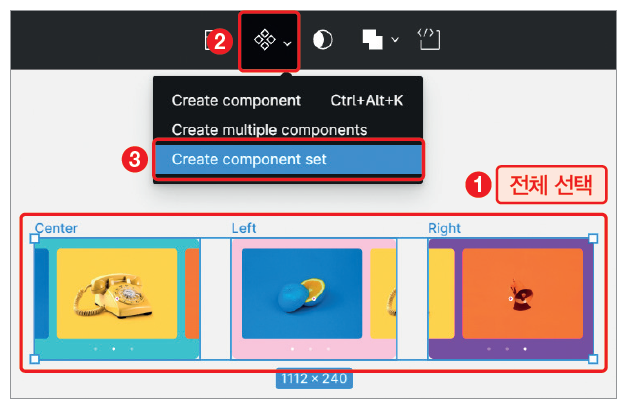 2
Create component Ctrl+Alt+K
Create multiple components
3 Create component set
1 전체 선택
Center Left Right
1112 × 240